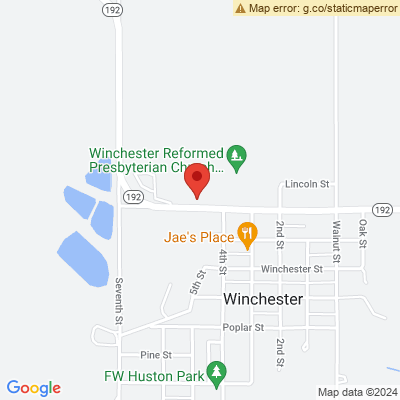 Map error: g.co/staticmaperror
192
Winchester Reformed
Presbyterian Church...
Lincoln St
192
192
Jae's Place
4th St
2nd St
Walnut St
Oak St
Winchester St
5th St
Seventh St
Winchester
Poplar St
Pine St
2nd St.
FW Huston Park
Google
Map data ©2024